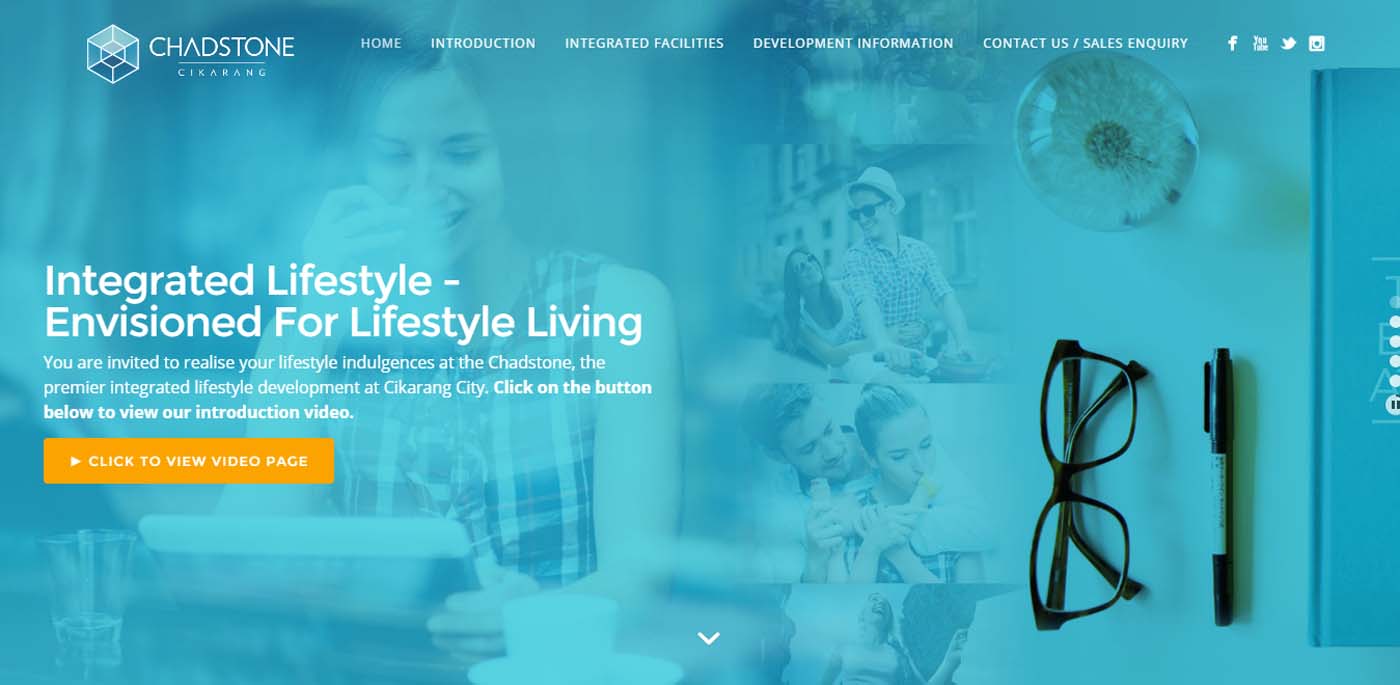 CHADSTONE
CIKARANG
HOME INTRODUCTION INTEGRATED FACILITIES DEVELOPMENT INFORMATION CONTACT US / SALES ENQUIRY
You Tube
Integrated Lifestyle -
Envisioned For Lifestyle Living
You are invited to realise your lifestyle indulgences at the Chadstone, the
premier integrated lifestyle development at Cikarang City. Click on the button
below to view our introduction video.
CLICK TO VIEW VIDEO PAGE